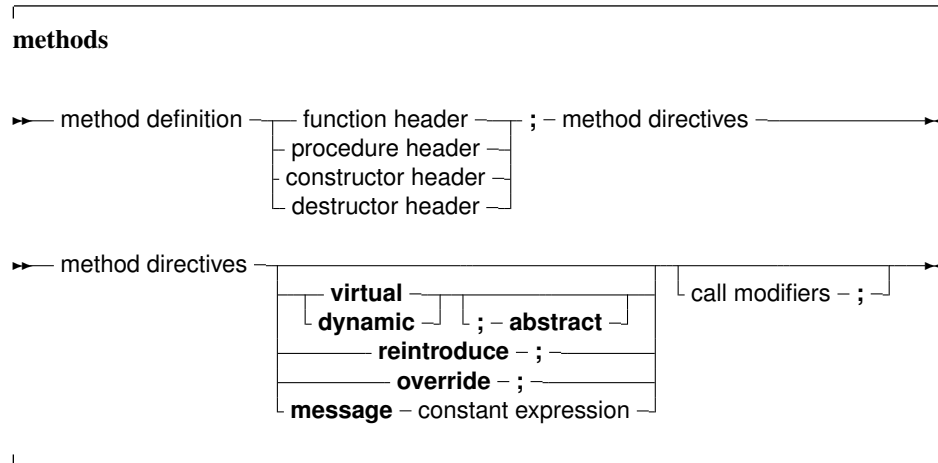 methods
method definition function header ; method directives
procedure header
constructor header
destructor header
method directives
virtual call modifiers ;
dynamic ; abstract
reintroduce ;
override ;
message constant expression